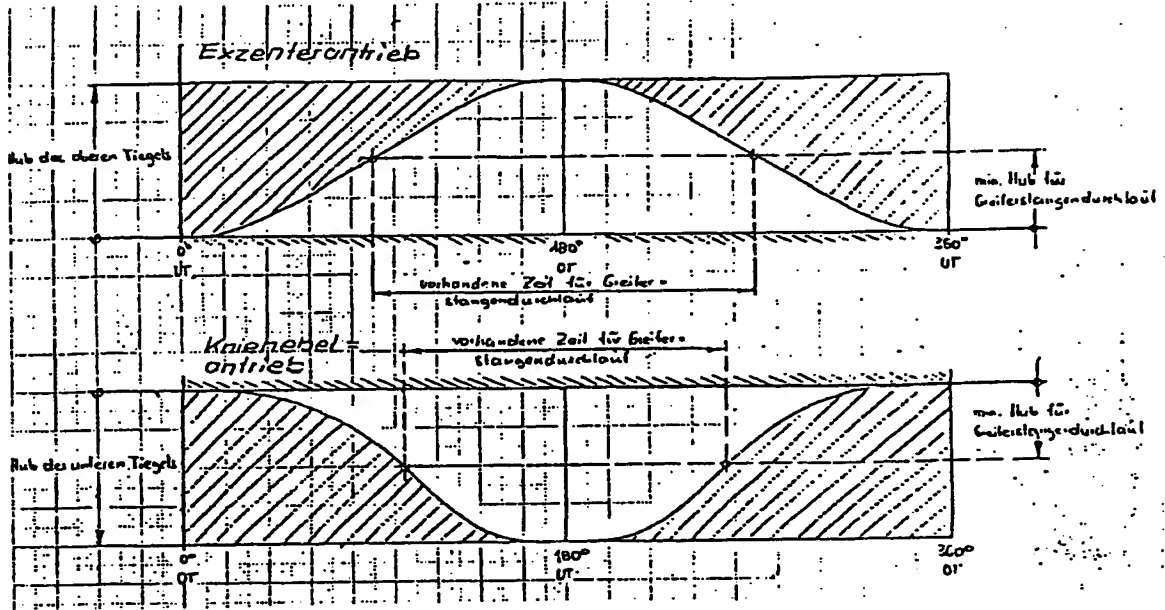 Exzenterantrieb
Hub des oberen Tiegels
min. Hub für
Greiferstangendurchlauf
0°
UT
180°
OT
360°
UT
vorhandene Zeit für Greifer-
stangendurchlauf
Kniehebel=
antrieb
vorhandene Zeit für Greifer-
stangendurchlauf
min. Hub für
Greiferstangendurchlauf
Hub des unteren Tiegels
0°
OT
180°
UT
360°
OT